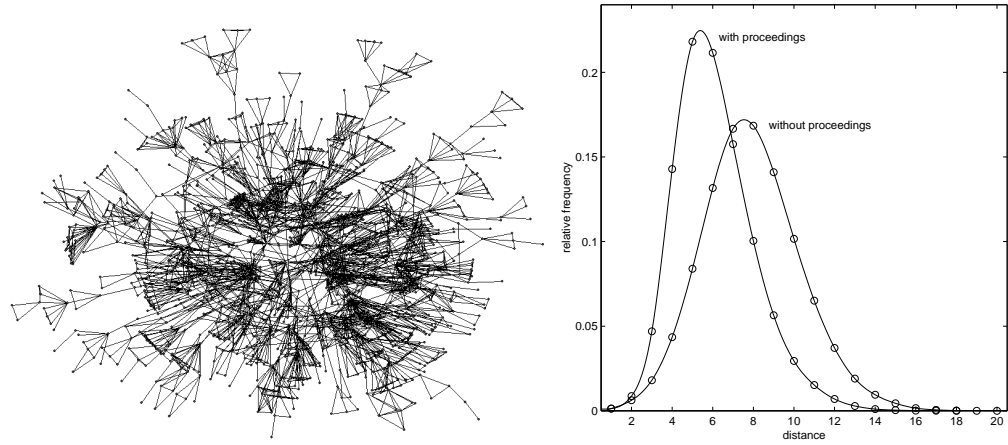 with proceedings
without proceedings
relative frequency
0.2
0.15
0.1
0.05
0
2 4 6 8 10 12 14 16 18 20
distance